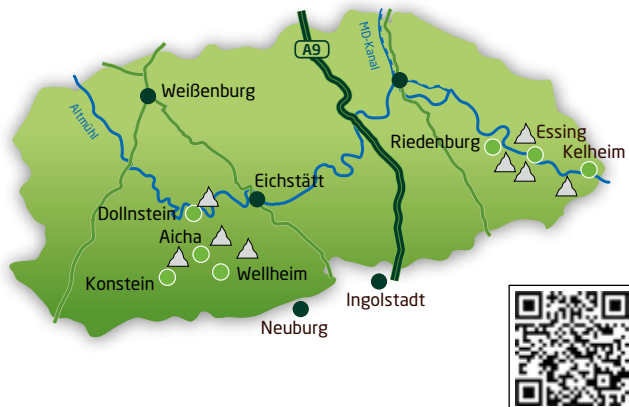 A9
MD-Kanal
Weißenburg
Altmühl
Essing
Riedenburg
Kelheim
Eichstätt
Dollnstein
Aicha
Wellheim
Konstein
Ingolstadt
Neuburg